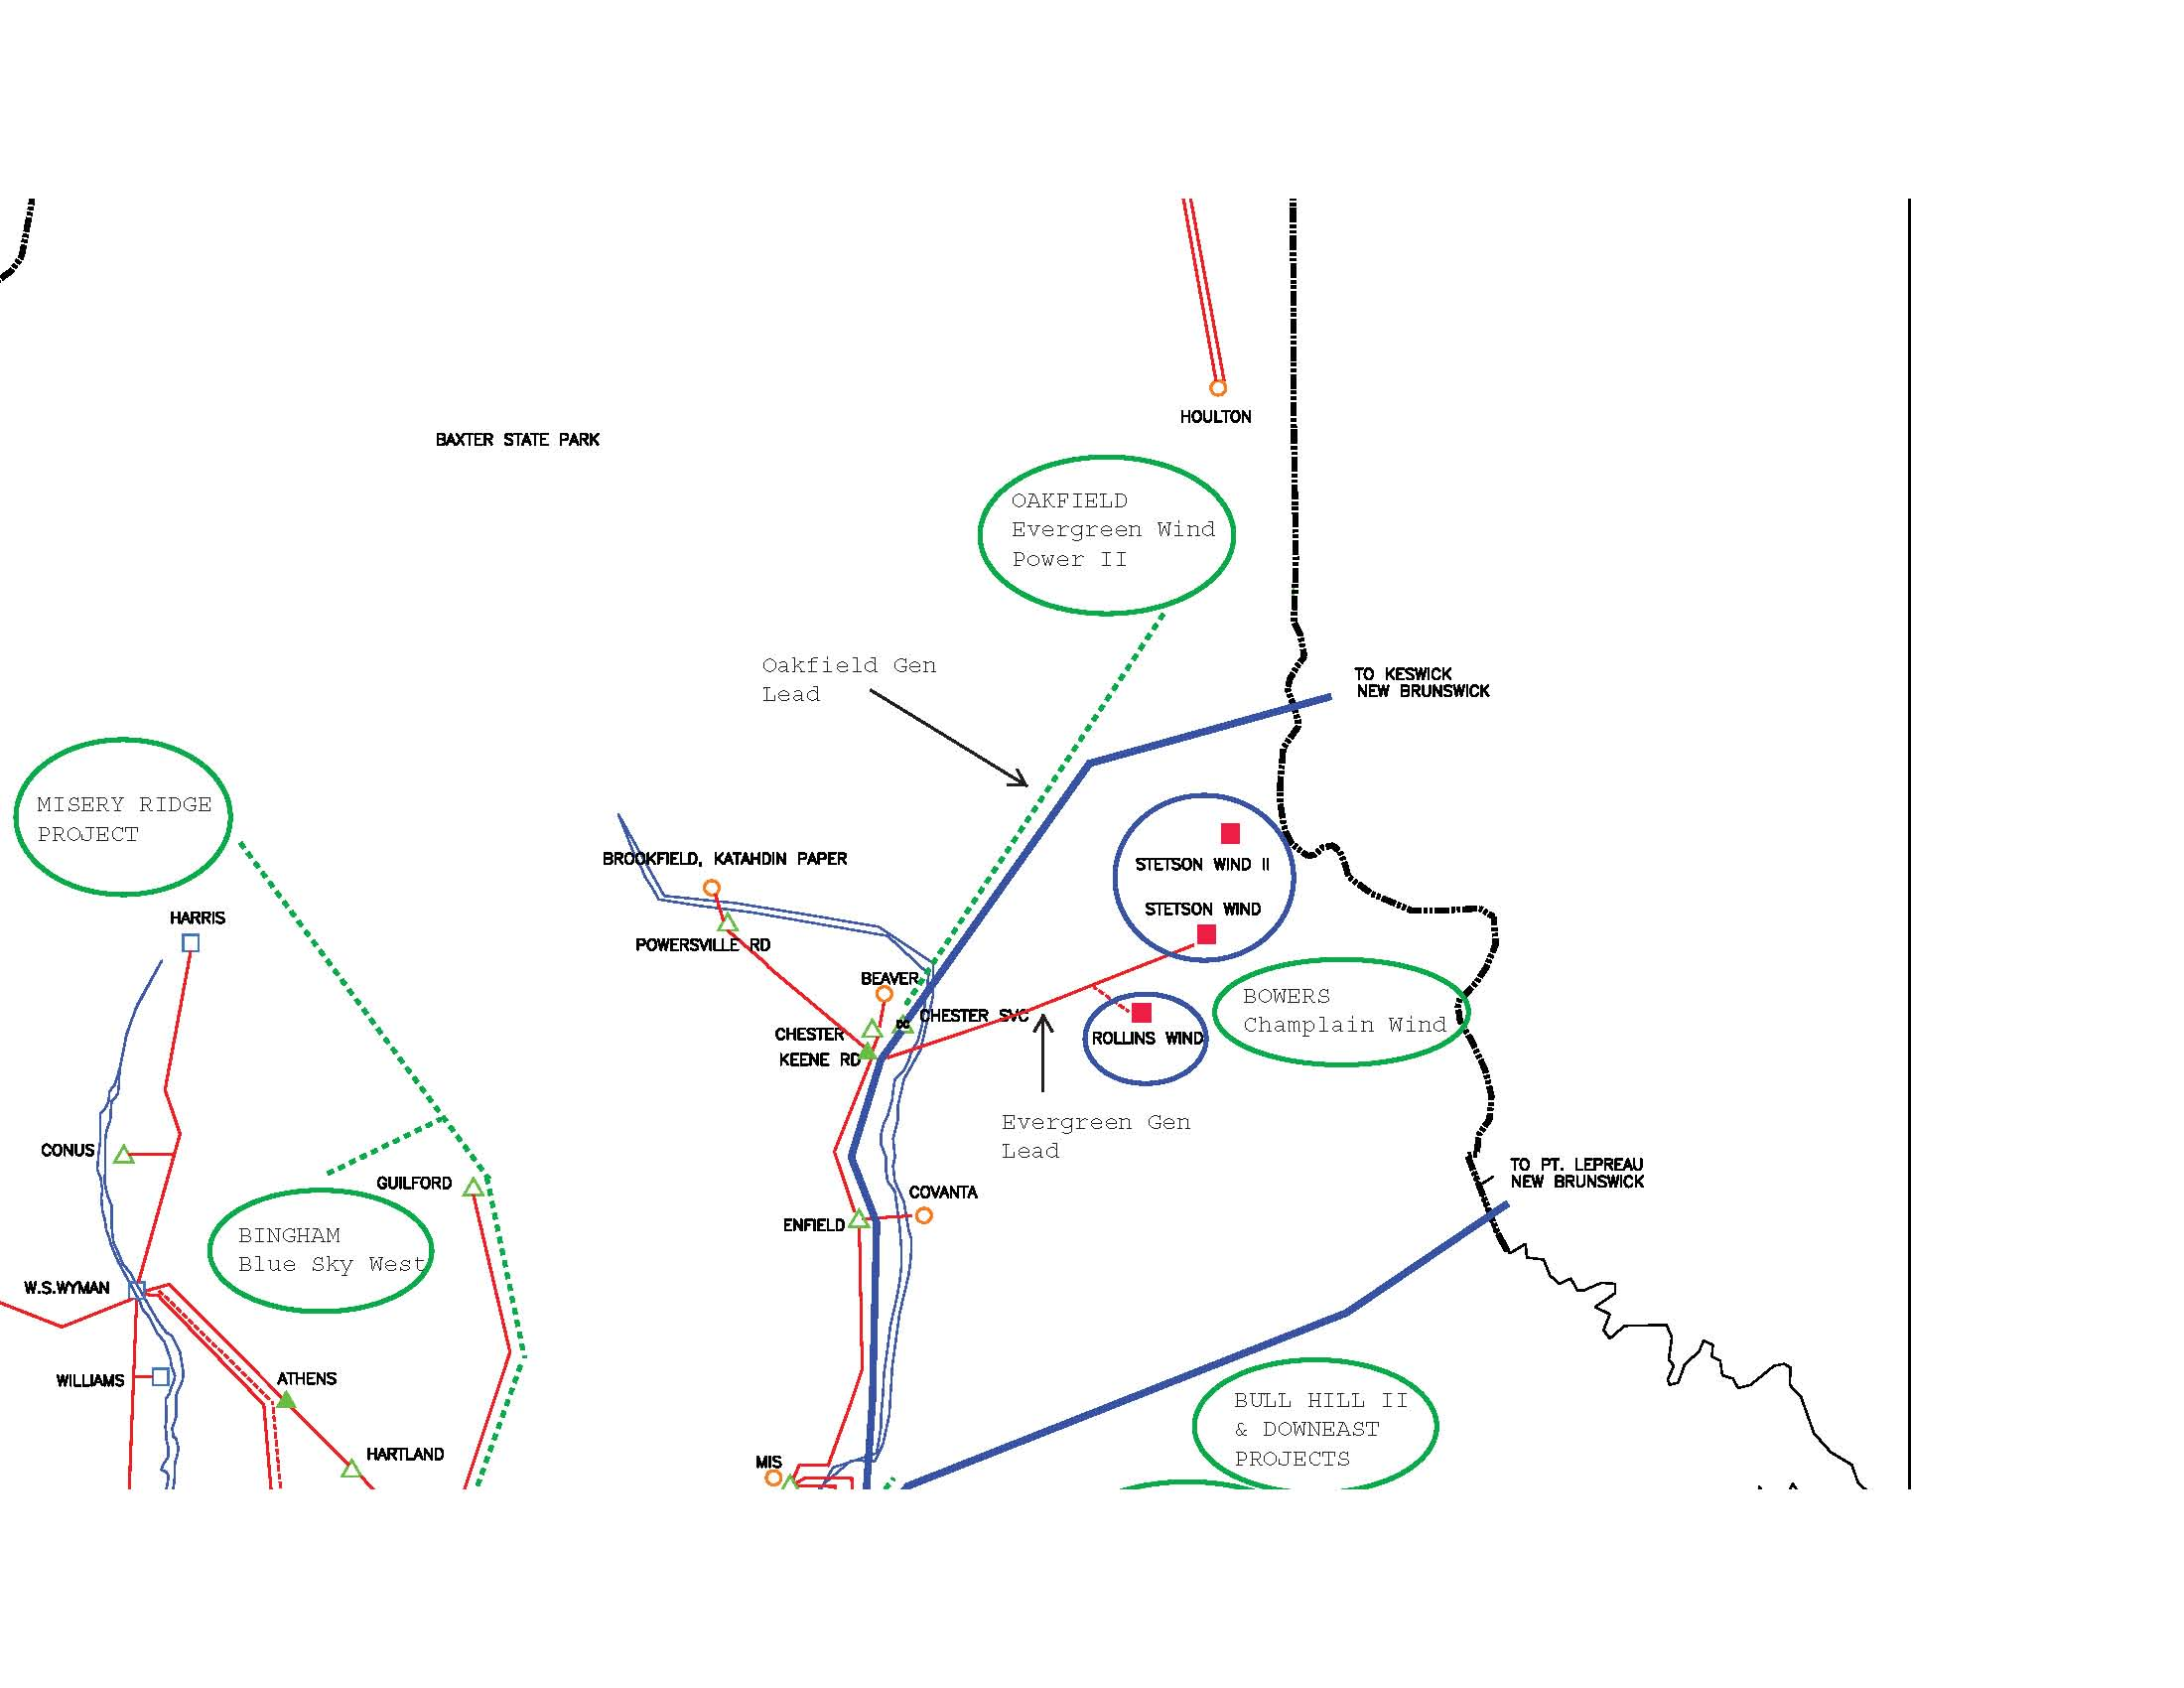 HOULTON
BAXTER STATE PARK
OAKFIELD
Evergreen Wind
Power II
Oakfield Gen
Lead
TO KESWICK
NEW BRUNSWICK
MISERY RIDGE
PROJECT
BROOKFIELD, KATAHDIN PAPER
STETSON WIND II
HARRIS
STETSON WIND
POWERSVILLE RD
BEAVER
BOWERS
Champlain Wind
CHESTER SVC
CHESTER
ROLLINS WIND
KEENE RD
Evergreen Gen
Lead
CONUS
TO PT. LEPREAU
NEW BRUNSWICK
GUILFORD
COVANTA
ENFIELD
BINGHAM
Blue Sky West
W.S.WYMAN
WILLIAMS
ATHENS
BULL HILL II
& DOWNEAST
PROJECTS
HARTLAND
MIS